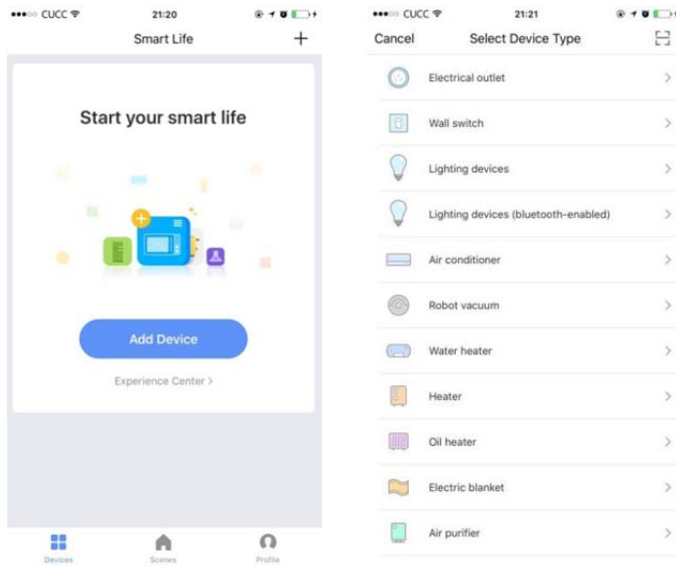 CUCC 21:20
Smart Life +
Start your smart life
Add Device
Experience Center >
Devices Scenes Profile
CUCC 21:21
Cancel Select Device Type
Electrical outlet
Wall switch
Lighting devices
Lighting devices (bluetooth-enabled)
Air conditioner
Robot vacuum
Water heater
Heater
Oil heater
Electric blanket
Air purifier